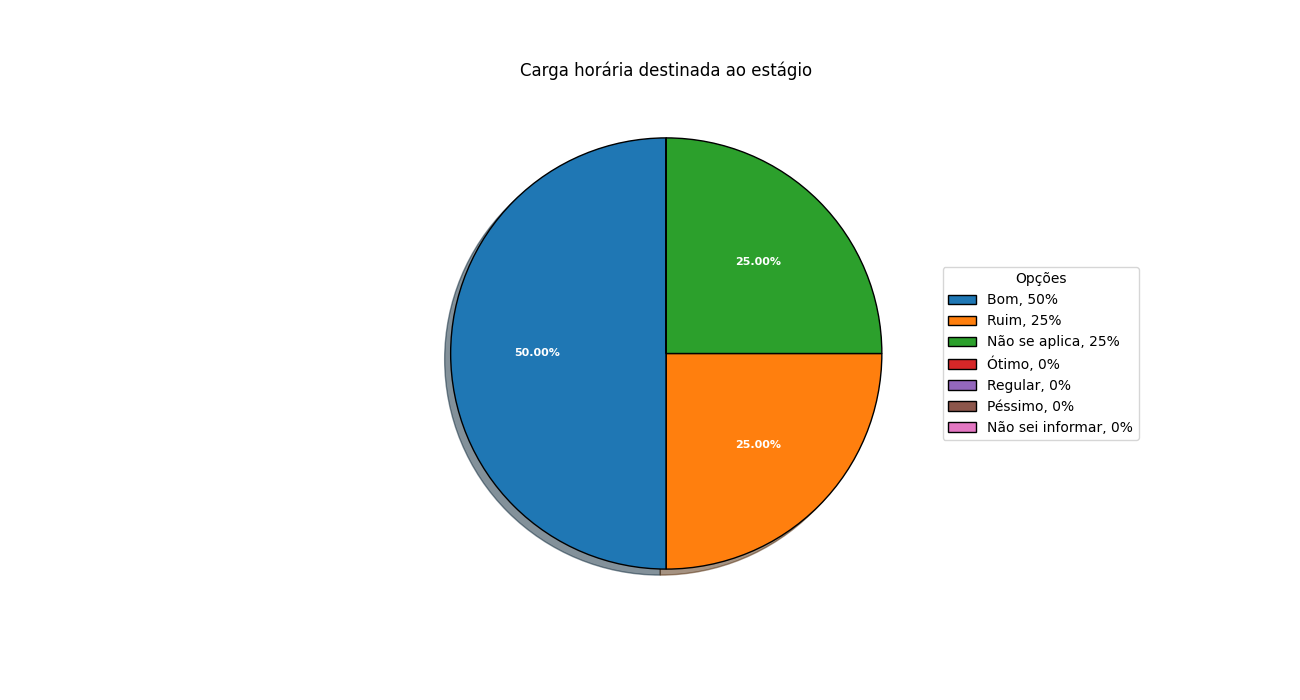 Carga horária destinada ao estágio
25.00%
50.00%
25.00%
Opções
Bom, 50%
Ruim, 25%
Não se aplica, 25%
Ótimo, 0%
Regular, 0%
Péssimo, 0%
Não sei informar, 0%